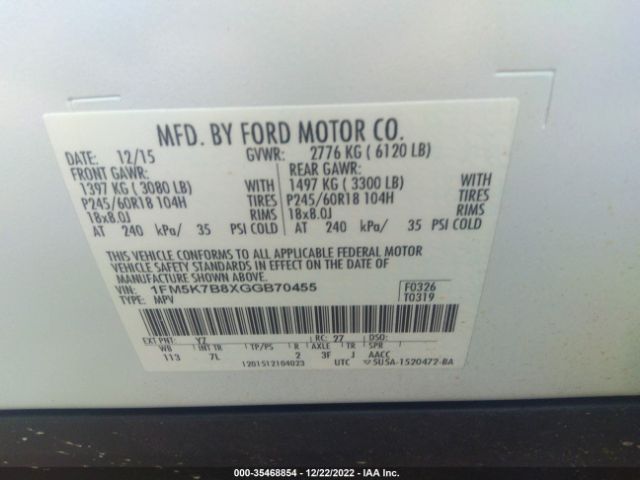 MFD. BY FORD MOTOR CO.
DATE: 12/15 GVWR: 2776 KG ( 6120 LB)
FRONT GAWR: REAR GAWR:
1397 KG ( 3080 LB) WITH 1497 KG ( 3300 LB) WITH
P245/60R18 104H TIRES P245/60R18 104H TIRES
18x8.0J RIMS 18x8.0J RIMS
AT 240 kPa/ 35 PSI COLD AT 240 kPa/ 35 PSI COLD
THIS VEHICLE CONFORMS TO ALL APPLICABLE FEDERAL MOTOR
VEHICLE SAFETY STANDARDS IN EFFECT ON THE DATE OF
MANUFACTURE SHOWN ABOVE.
VIN: 1FM5K7B8XGGB70455 F0326
TYPE: MPV T0319
EXT PNT: YZ RC: 27 DSO:
WB INT TR TP/PS R AXLE TR SPR
113 7L 2 3F J AACC
1201512104023 UTC ▽5USA-1520472-BA
000-35468854 - 12/22/2022 - IAA Inc.